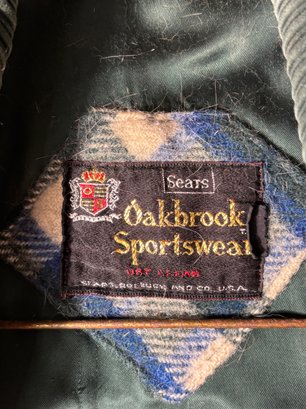 Sears
Oakbrook
Sportswear
SEARS, ROEBUCK AND CO. U.S.A.